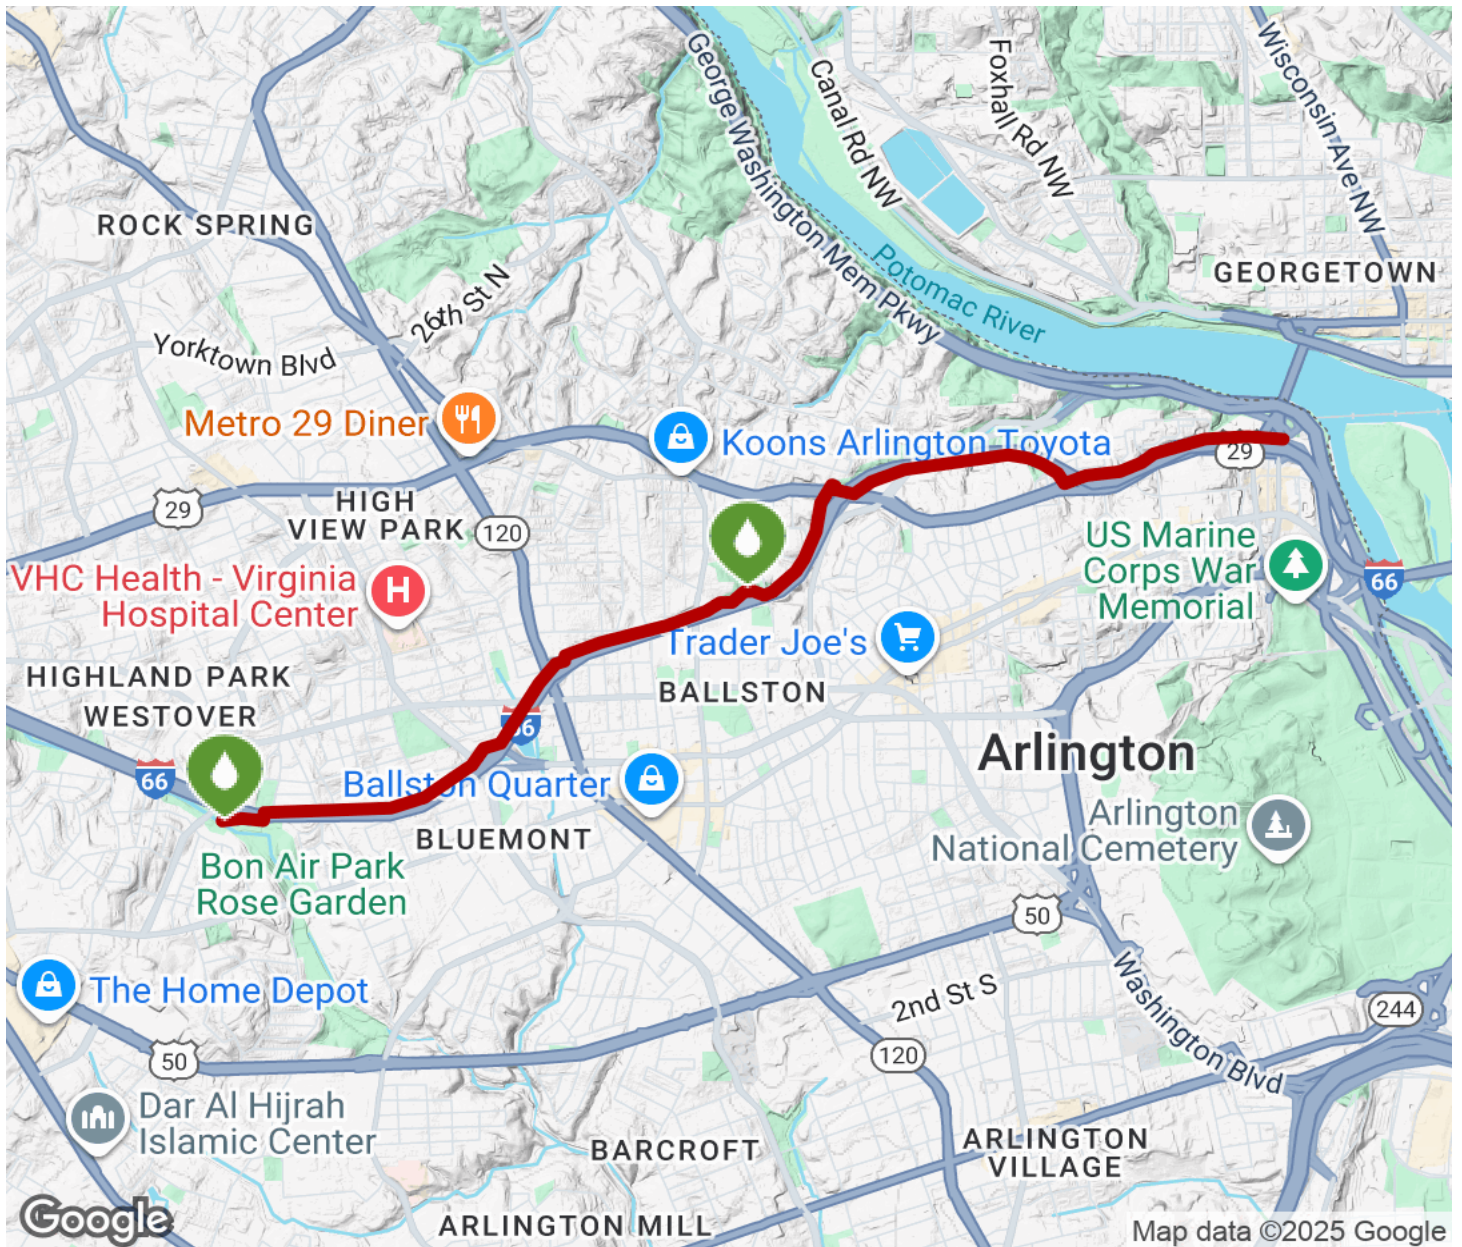 George Washington Mem Pkwy
Canal Rd NW
Foxhall Rd NW
Wisconsin Ave NW
ROCK SPRING
26th St N
Potomac River
GEORGETOWN
Yorktown Blvd
Metro 29 Diner
Koons Arlington Toyota
29
29
HIGH
VIEW PARK
120
US Marine
Corps War
Memorial
66
VHC Health - Virginia
Hospital Center
Trader Joe's
HIGHLAND PARK
WESTOVER
BALLSTON
66
66
Arlington
Ballston Quarter
BLUEMONT
Arlington
National Cemetery
Bon Air Park
Rose Garden
50
The Home Depot
2nd St S
Washington Blvd
244
50
120
Dar Al Hijrah
Islamic Center
BARCROFT
ARLINGTON
VILLAGE
ARLINGTON MILL
Google
Map data ©2025 Google